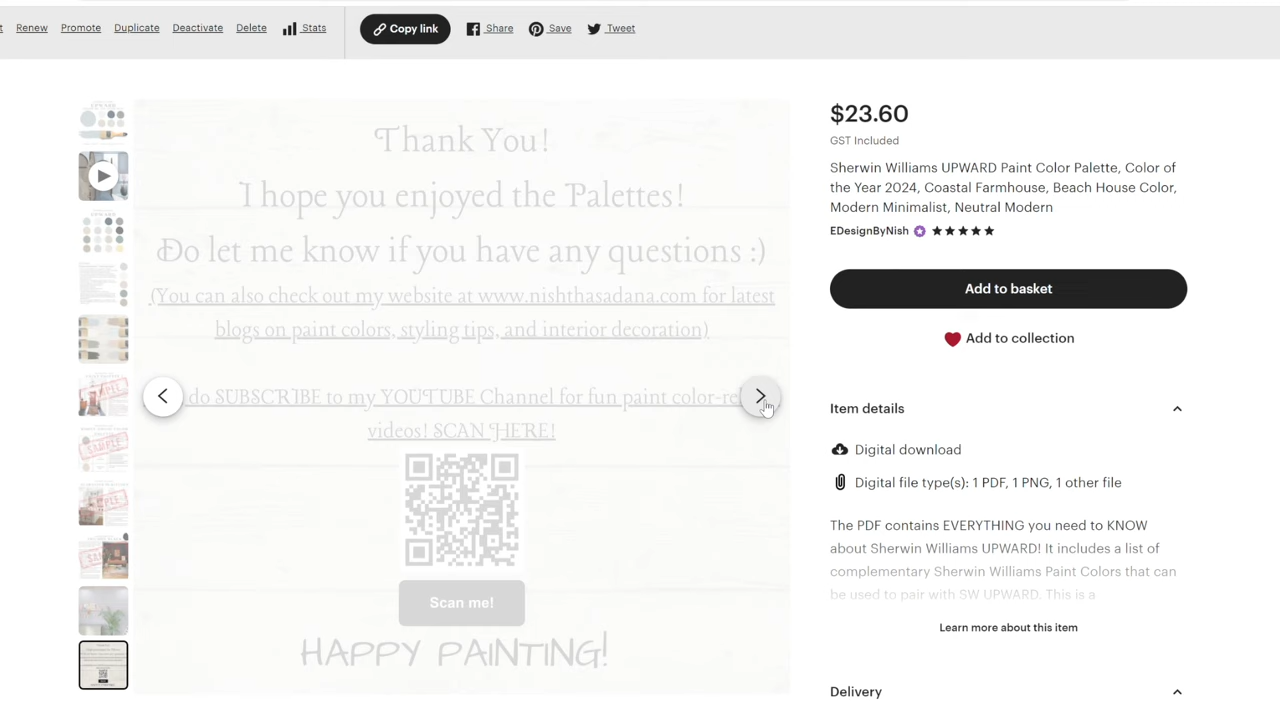 Renew Promote Duplicate Deactivate Delete Stats Copy link Share Save Tweet
Thank You!
I hope you enjoyed the Palettes!
Do let me know if you have any questions :)
(You can also check out my website at www.nishthasadana.com for latest
blogs on paint colors, styling tips, and interior decoration)
do SUBSCRIBE to my YOUTUBE Channel for fun paint color-re
videos! SCAN HERE!
Scan me!
HAPPY PAINTING!
$23.60
GST Included
Sherwin Williams UPWARD Paint Color Palette, Color of
the Year 2024, Coastal Farmhouse, Beach House Color,
Modern Minimalist, Neutral Modern
EDesignByNish
Add to basket
Add to collection
Item details
Digital download
Digital file type(s): 1 PDF, 1 PNG, 1 other file
The PDF contains EVERYTHING you need to KNOW
about Sherwin Williams UPWARD! It includes a list of
complementary Sherwin Williams Paint Colors that can
be used to pair with SW UPWARD. This is a
Learn more about this item
Delivery